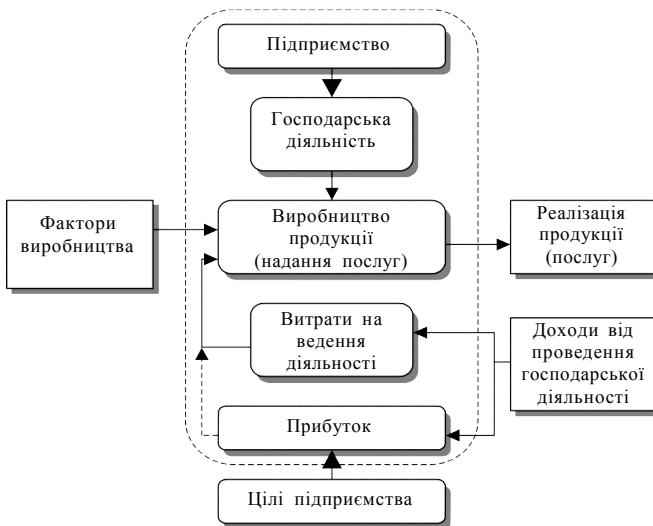 Підприємство
Господарська
діяльність
Фактори
виробництва
Виробництво
продукції
(надання послуг)
Реалізація
продукції
(послуг)
Витрати на
ведення
діяльності
Доходи від
проведення
господарської
діяльності
Прибуток
Цілі підприємства